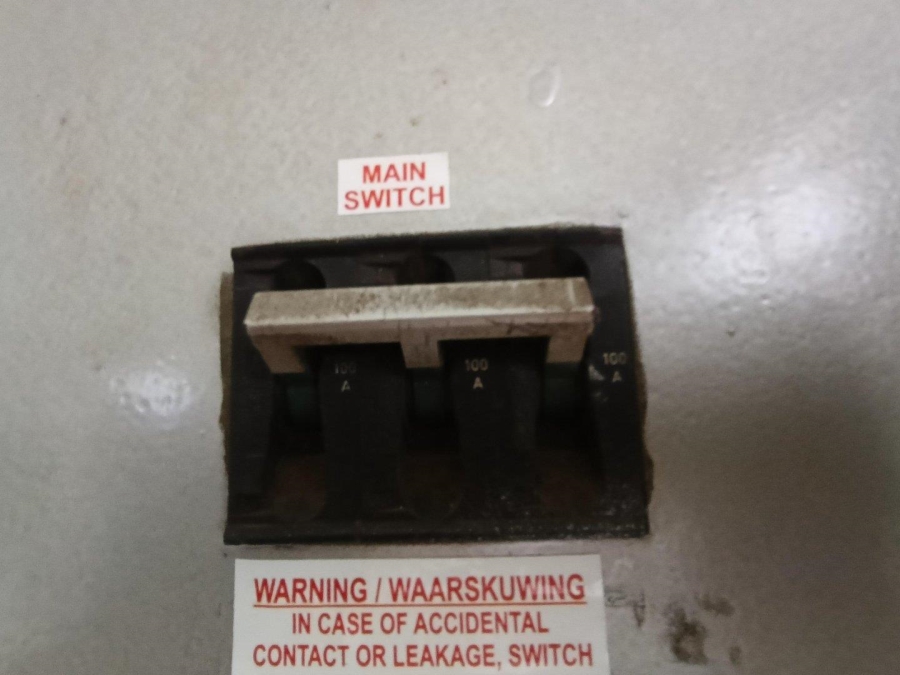 MAIN
SWITCH
100 100 100
A A A
WARNING / WAARSKUWING
IN CASE OF ACCIDENTAL
CONTACT OR LEAKAGE, SWITCH